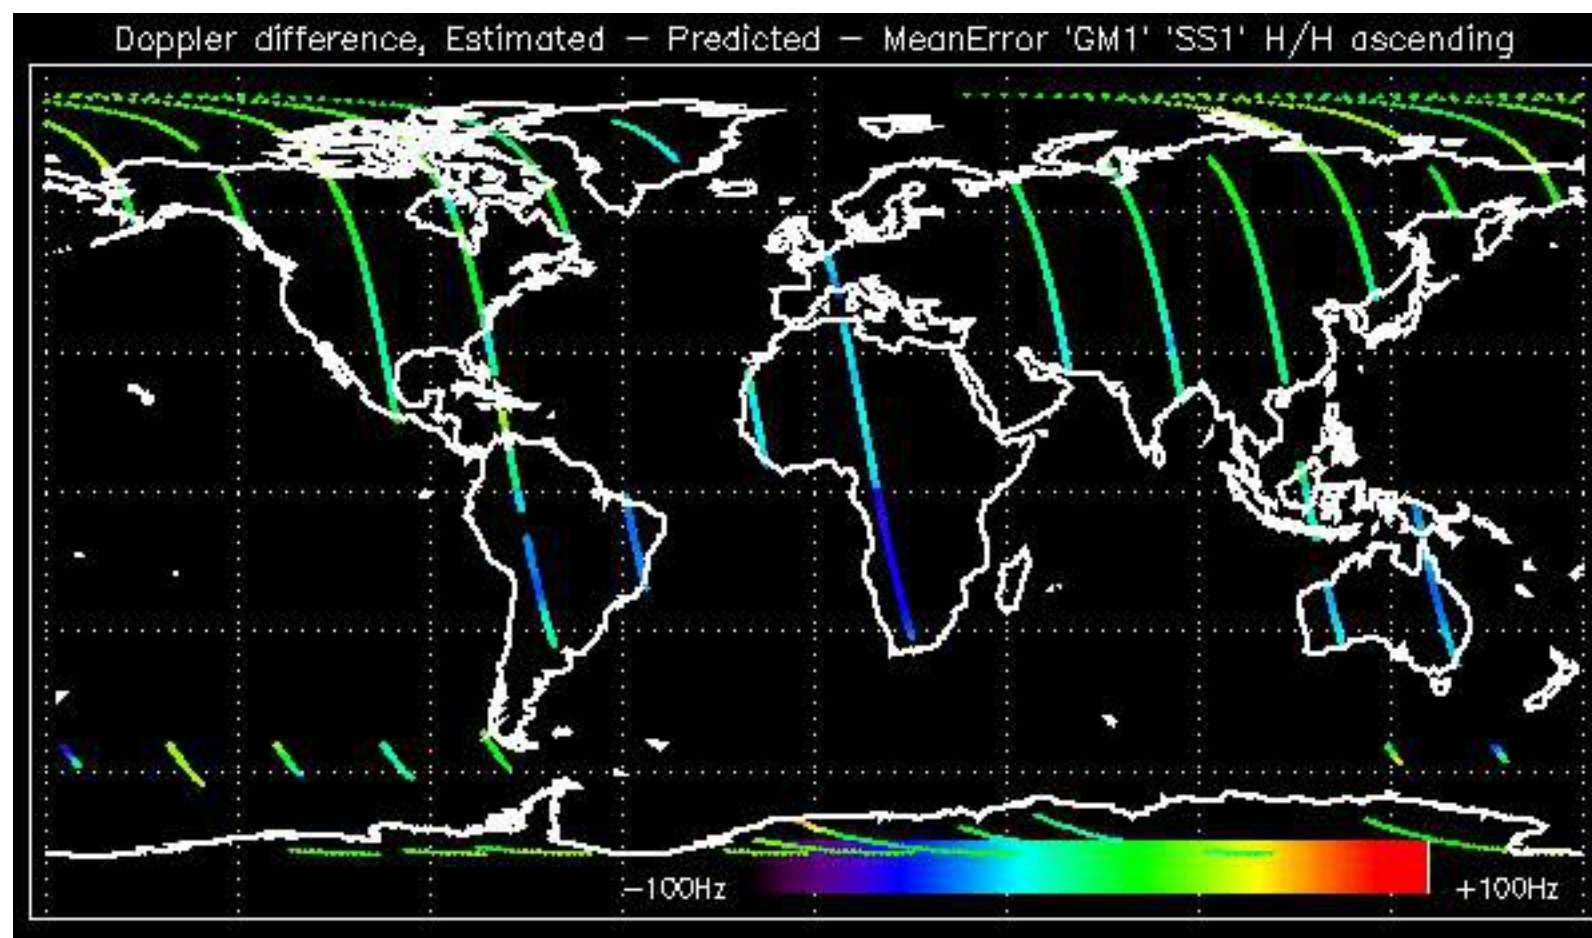 Doppler difference, Estimated – Predicted – MeanError 'GM1' 'SS1' H/H ascending
–100Hz +100Hz